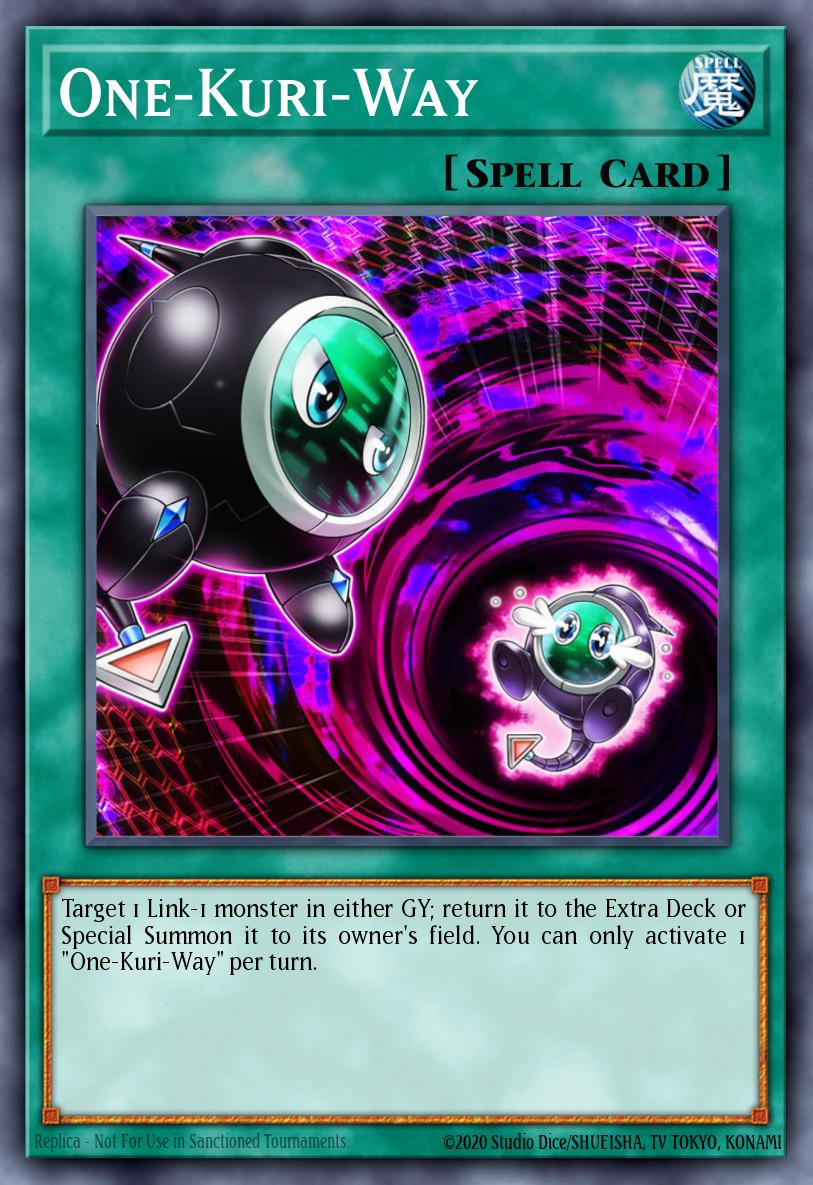 One-Kuri-Way
SPELL
魔
[Spell Card]
Target 1 Link-1 monster in either GY; return it to the Extra Deck or
Special Summon it to its owner's field. You can only activate 1
"One-Kuri-Way" per turn.
Replica - Not For Use in Sanctioned Tournaments.
©2020 Studio Dice/SHUEISHA, TV TOKYO, KONAMI